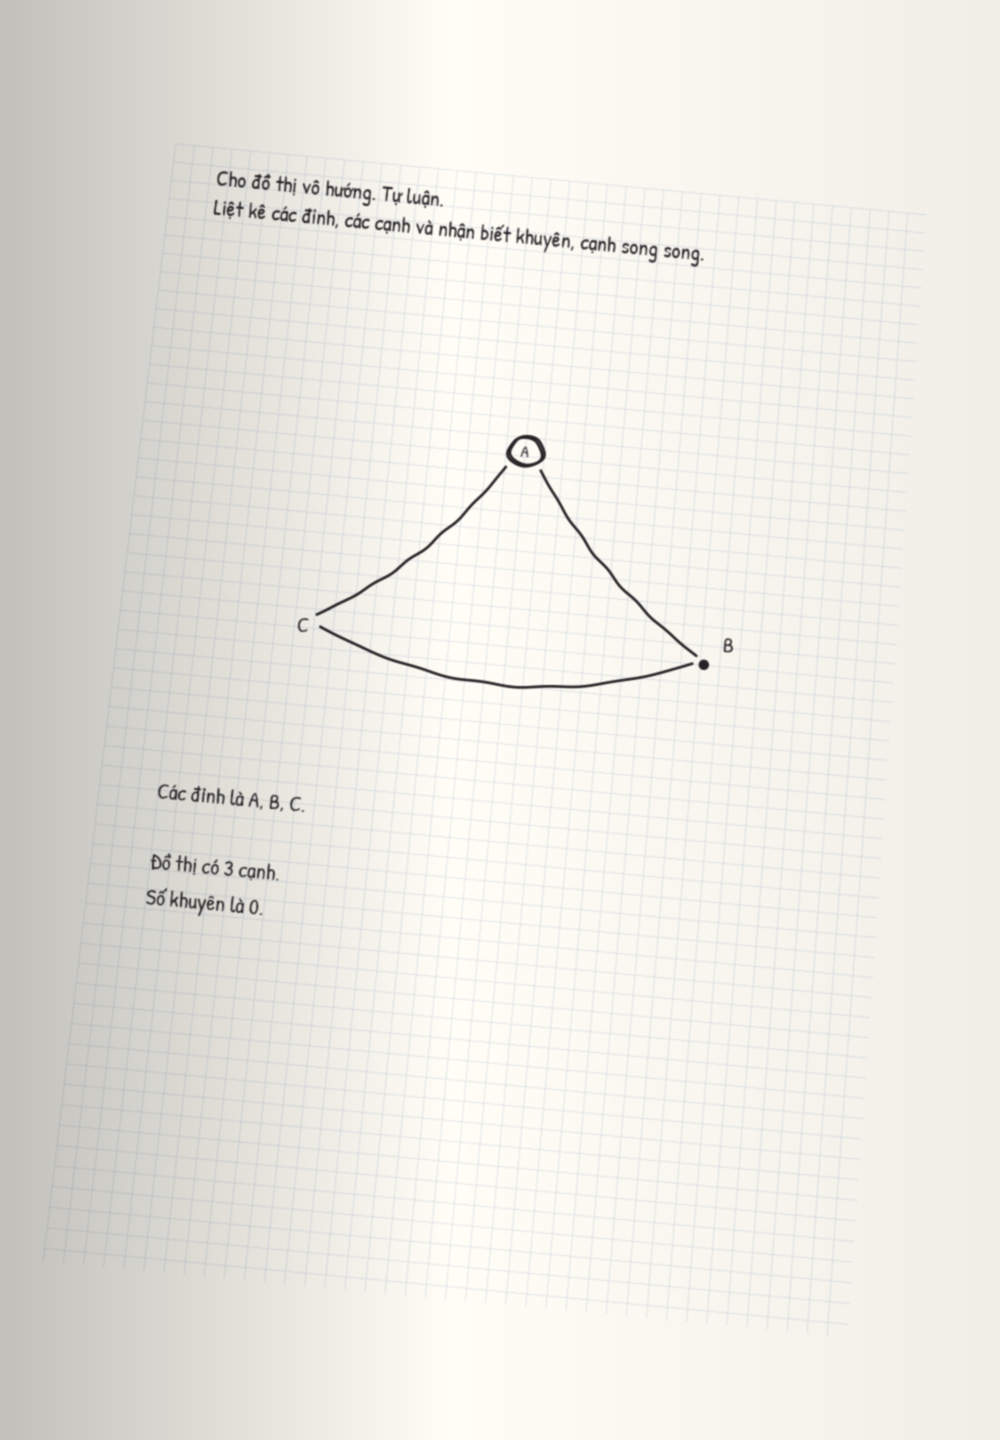 Cho đồ thị vô hướng. Tự luận.
Liệt kê các đỉnh, các cạnh và nhận biết khuyên, cạnh song song.
A
C
B
Các đỉnh là A, B, C.
Đồ thị có 3 cạnh.
Số khuyên là 0.